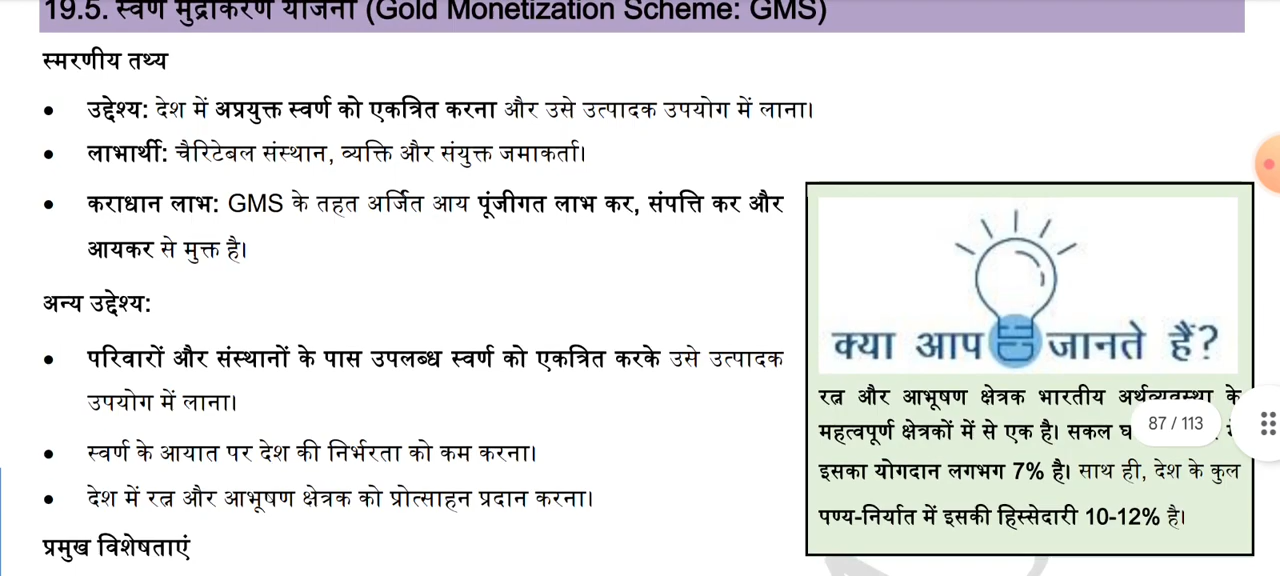 19.5. स्वर्ण मुद्रीकरण योजना (Gold Monetization Scheme: GMS)
स्मरणीय तथ्य
• उद्देश्य: देश में अप्रयुक्त स्वर्ण को एकत्रित करना और उसे उत्पादक उपयोग में लाना।
• लाभार्थी: चैरिटेबल संस्थान, व्यक्ति और संयुक्त जमाकर्ता।
• कराधान लाभ: GMS के तहत अर्जित आय पूंजीगत लाभ कर, संपत्ति कर और
आयकर से मुक्त है।
अन्य उद्देश्य:
• परिवारों और संस्थानों के पास उपलब्ध स्वर्ण को एकत्रित करके उसे उत्पादक
उपयोग में लाना।
• स्वर्ण के आयात पर देश की निर्भरता को कम करना।
• देश में रत्न और आभूषण क्षेत्रक को प्रोत्साहन प्रदान करना।
प्रमुख विशेषताएं
क्या आप जानते हैं?
रत्न और आभूषण क्षेत्रक भारतीय अर्थव्यवस्था के
महत्वपूर्ण क्षेत्रकों में से एक है। सकल
इसका योगदान लगभग 7% है। साथ ही, देश के कुल
पण्य-निर्यात में इसकी हिस्सेदारी 10-12% है।
87 / 113